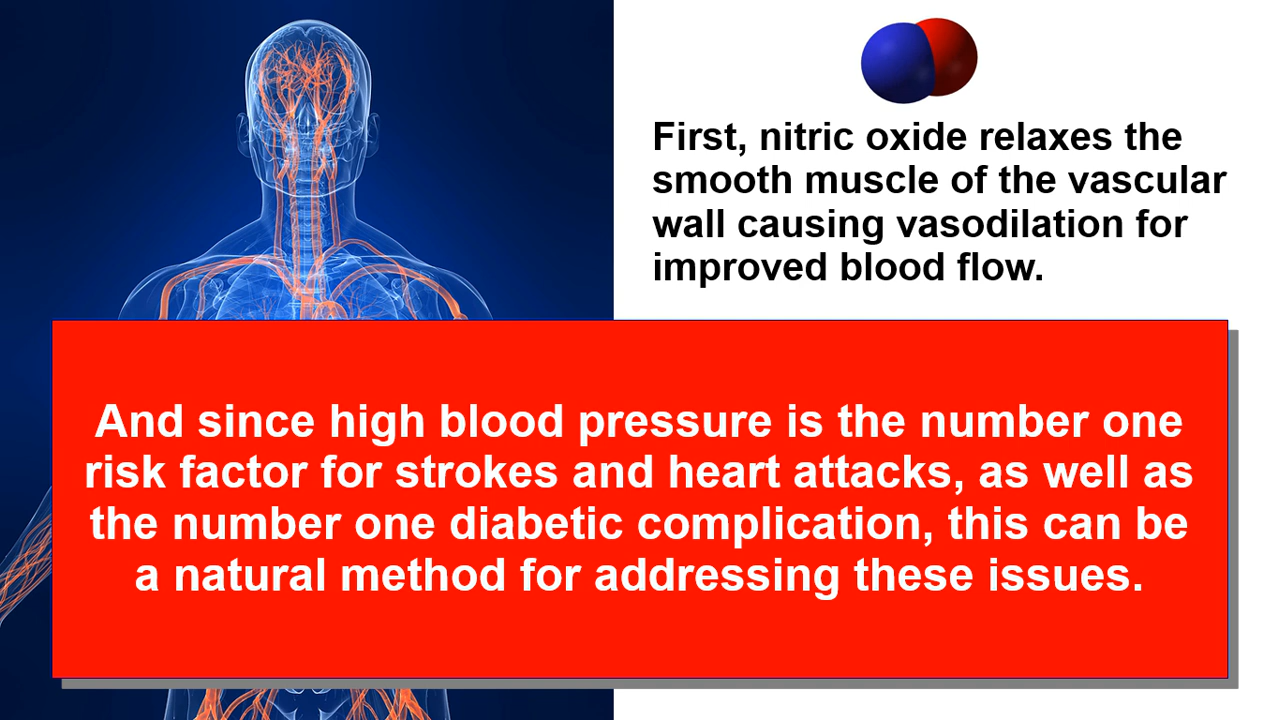 First, nitric oxide relaxes the
smooth muscle of the vascular
wall causing vasodilation for
improved blood flow.
And since high blood pressure is the number one
risk factor for strokes and heart attacks, as well as
the number one diabetic complication, this can be
a natural method for addressing these issues.